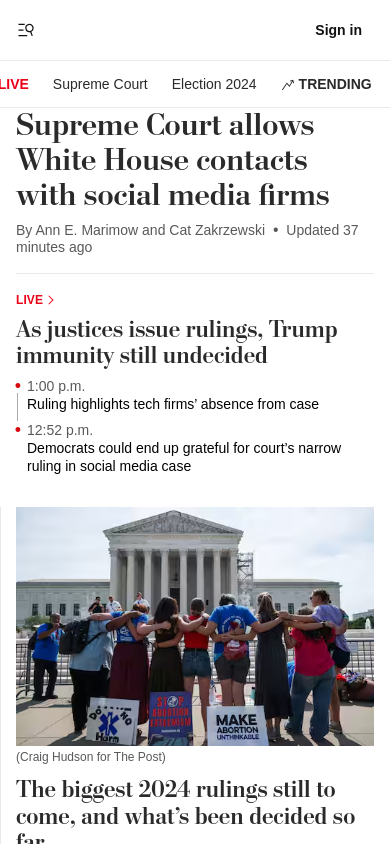 Sign in
LIVE
Supreme Court
Election 2024
TRENDING
Supreme Court allows
White House contacts
with social media firms
By Ann E. Marimow and Cat Zakrzewski • Updated 37
minutes ago
LIVE
As justices issue rulings, Trump
immunity still undecided
1:00 p.m.
Ruling highlights tech firms’ absence from case
12:52 p.m.
Democrats could end up grateful for court’s narrow
ruling in social media case
Do No
Harm
STOP
ABORTION
EXTREMISM
MAKE
ABORTION
UNTHINKABLE
(Craig Hudson for The Post)
The biggest 2024 rulings still to
come, and what’s been decided so
far